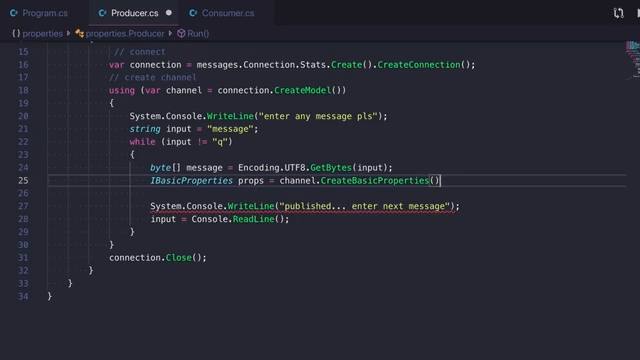 Program.cs Producer.cs Consumer.cs
{} properties properties.Producer Run()
15 // connect
16 var connection = messages.Connection.Stats.Create().CreateConnection();
17 // create channel
18 using (var channel = connection.CreateModel())
19 {
20 System.Console.WriteLine("enter any message pls");
21 string input = "message";
22 while (input != "q")
23 {
24 byte[] message = Encoding.UTF8.GetBytes(input);
25 IBasicProperties props = channel.CreateBasicProperties()
26
27 System.Console.WriteLine("published... enter next message");
28 input = Console.ReadLine();
29 }
30 }
31 connection.Close();
32 }
33 }
34 }